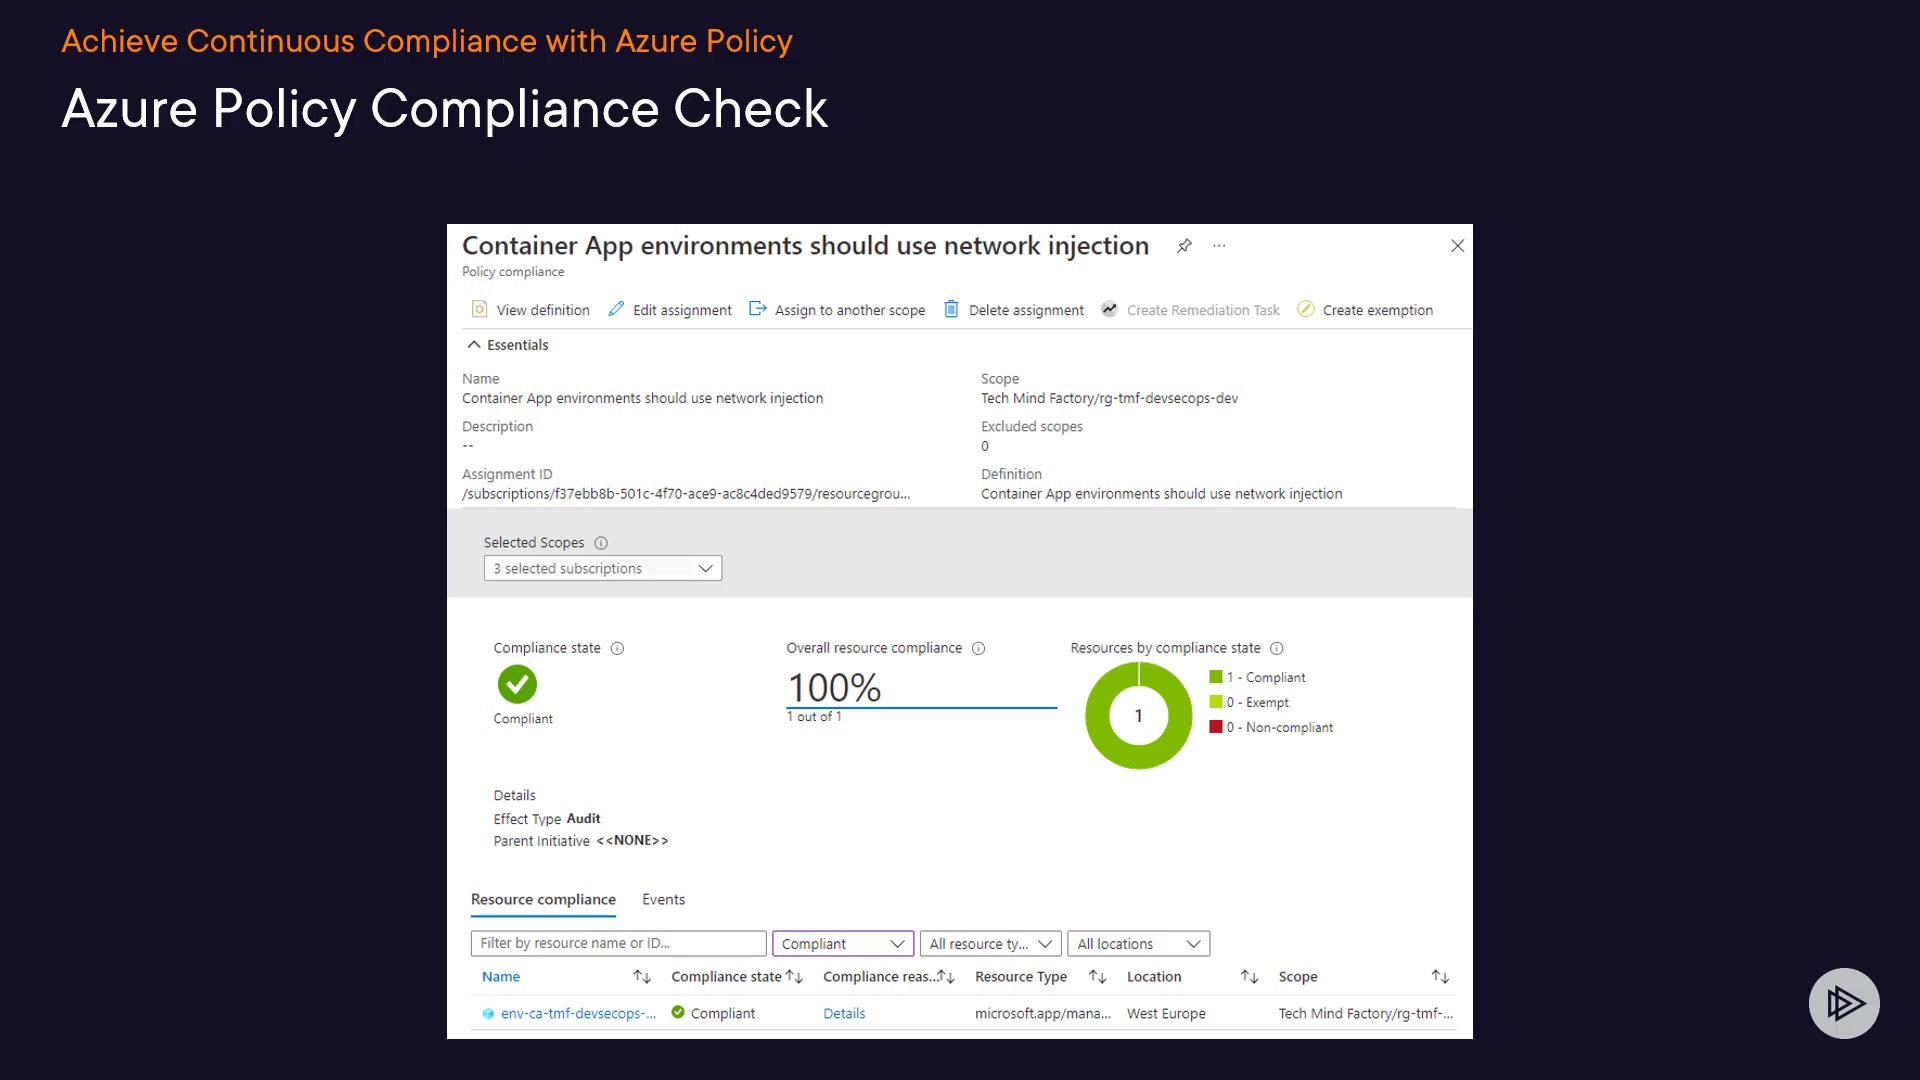 Achieve Continuous Compliance with Azure Policy
Azure Policy Compliance Check
Container App environments should use network injection
Policy compliance
View definition Edit assignment Assign to another scope Delete assignment Create Remediation Task Create exemption
Essentials
Name Scope
Container App environments should use network injection Tech Mind Factory/rg-tmf-devsecops-dev
Description Excluded scopes
-- 0
Assignment ID Definition
/subscriptions/f37ebb8b-501c-4f70-ace9-ac8c4ded9579/resourcegrou... Container App environments should use network injection
Selected Scopes
3 selected subscriptions
Compliance state Overall resource compliance Resources by compliance state
100% 1 - Compliant
Compliant 1 out of 1 1 0 - Exempt
0 - Non-compliant
Details
Effect Type Audit
Parent Initiative <<NONE>>
Resource compliance Events
Filter by resource name or ID... Compliant All resource ty... All locations
Name Compliance state Compliance reas... Resource Type Location Scope
env-ca-tmf-devsecops-... Compliant Details microsoft.app/mana... West Europe Tech Mind Factory/rg-tmf-...